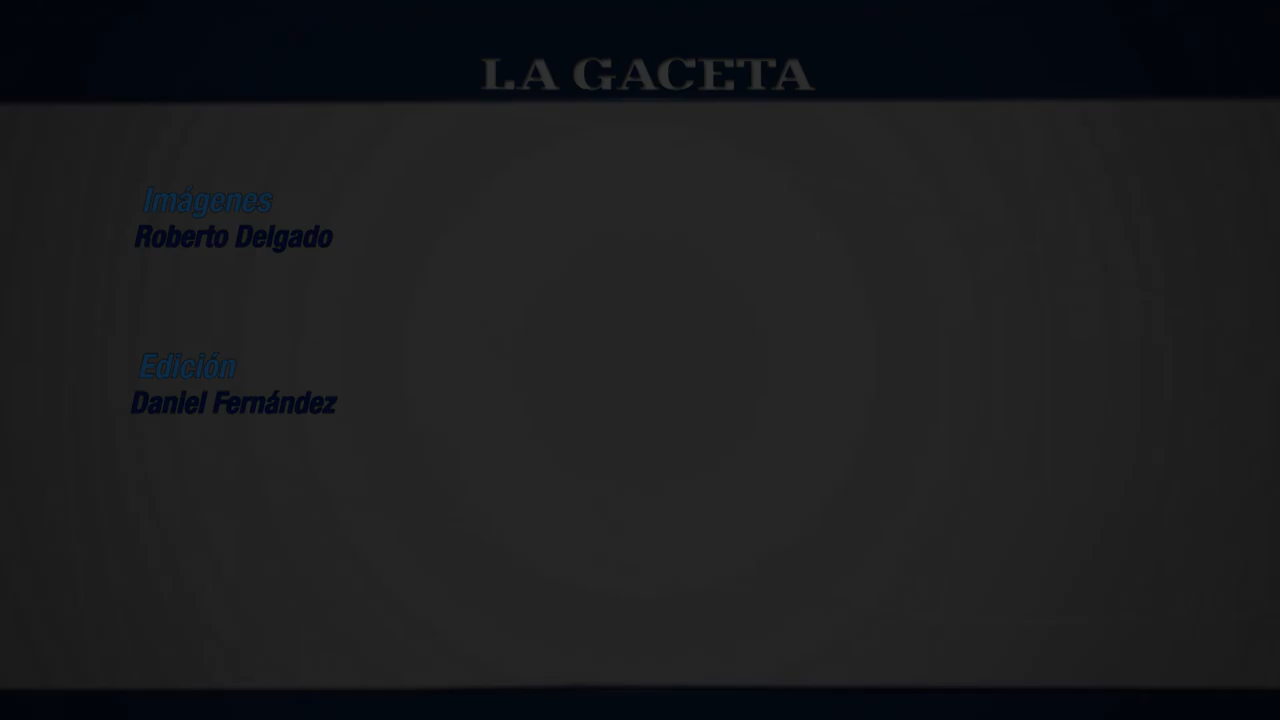 LA GACETA
Imágenes
Roberto Delgado
Edición
Daniel Fernández